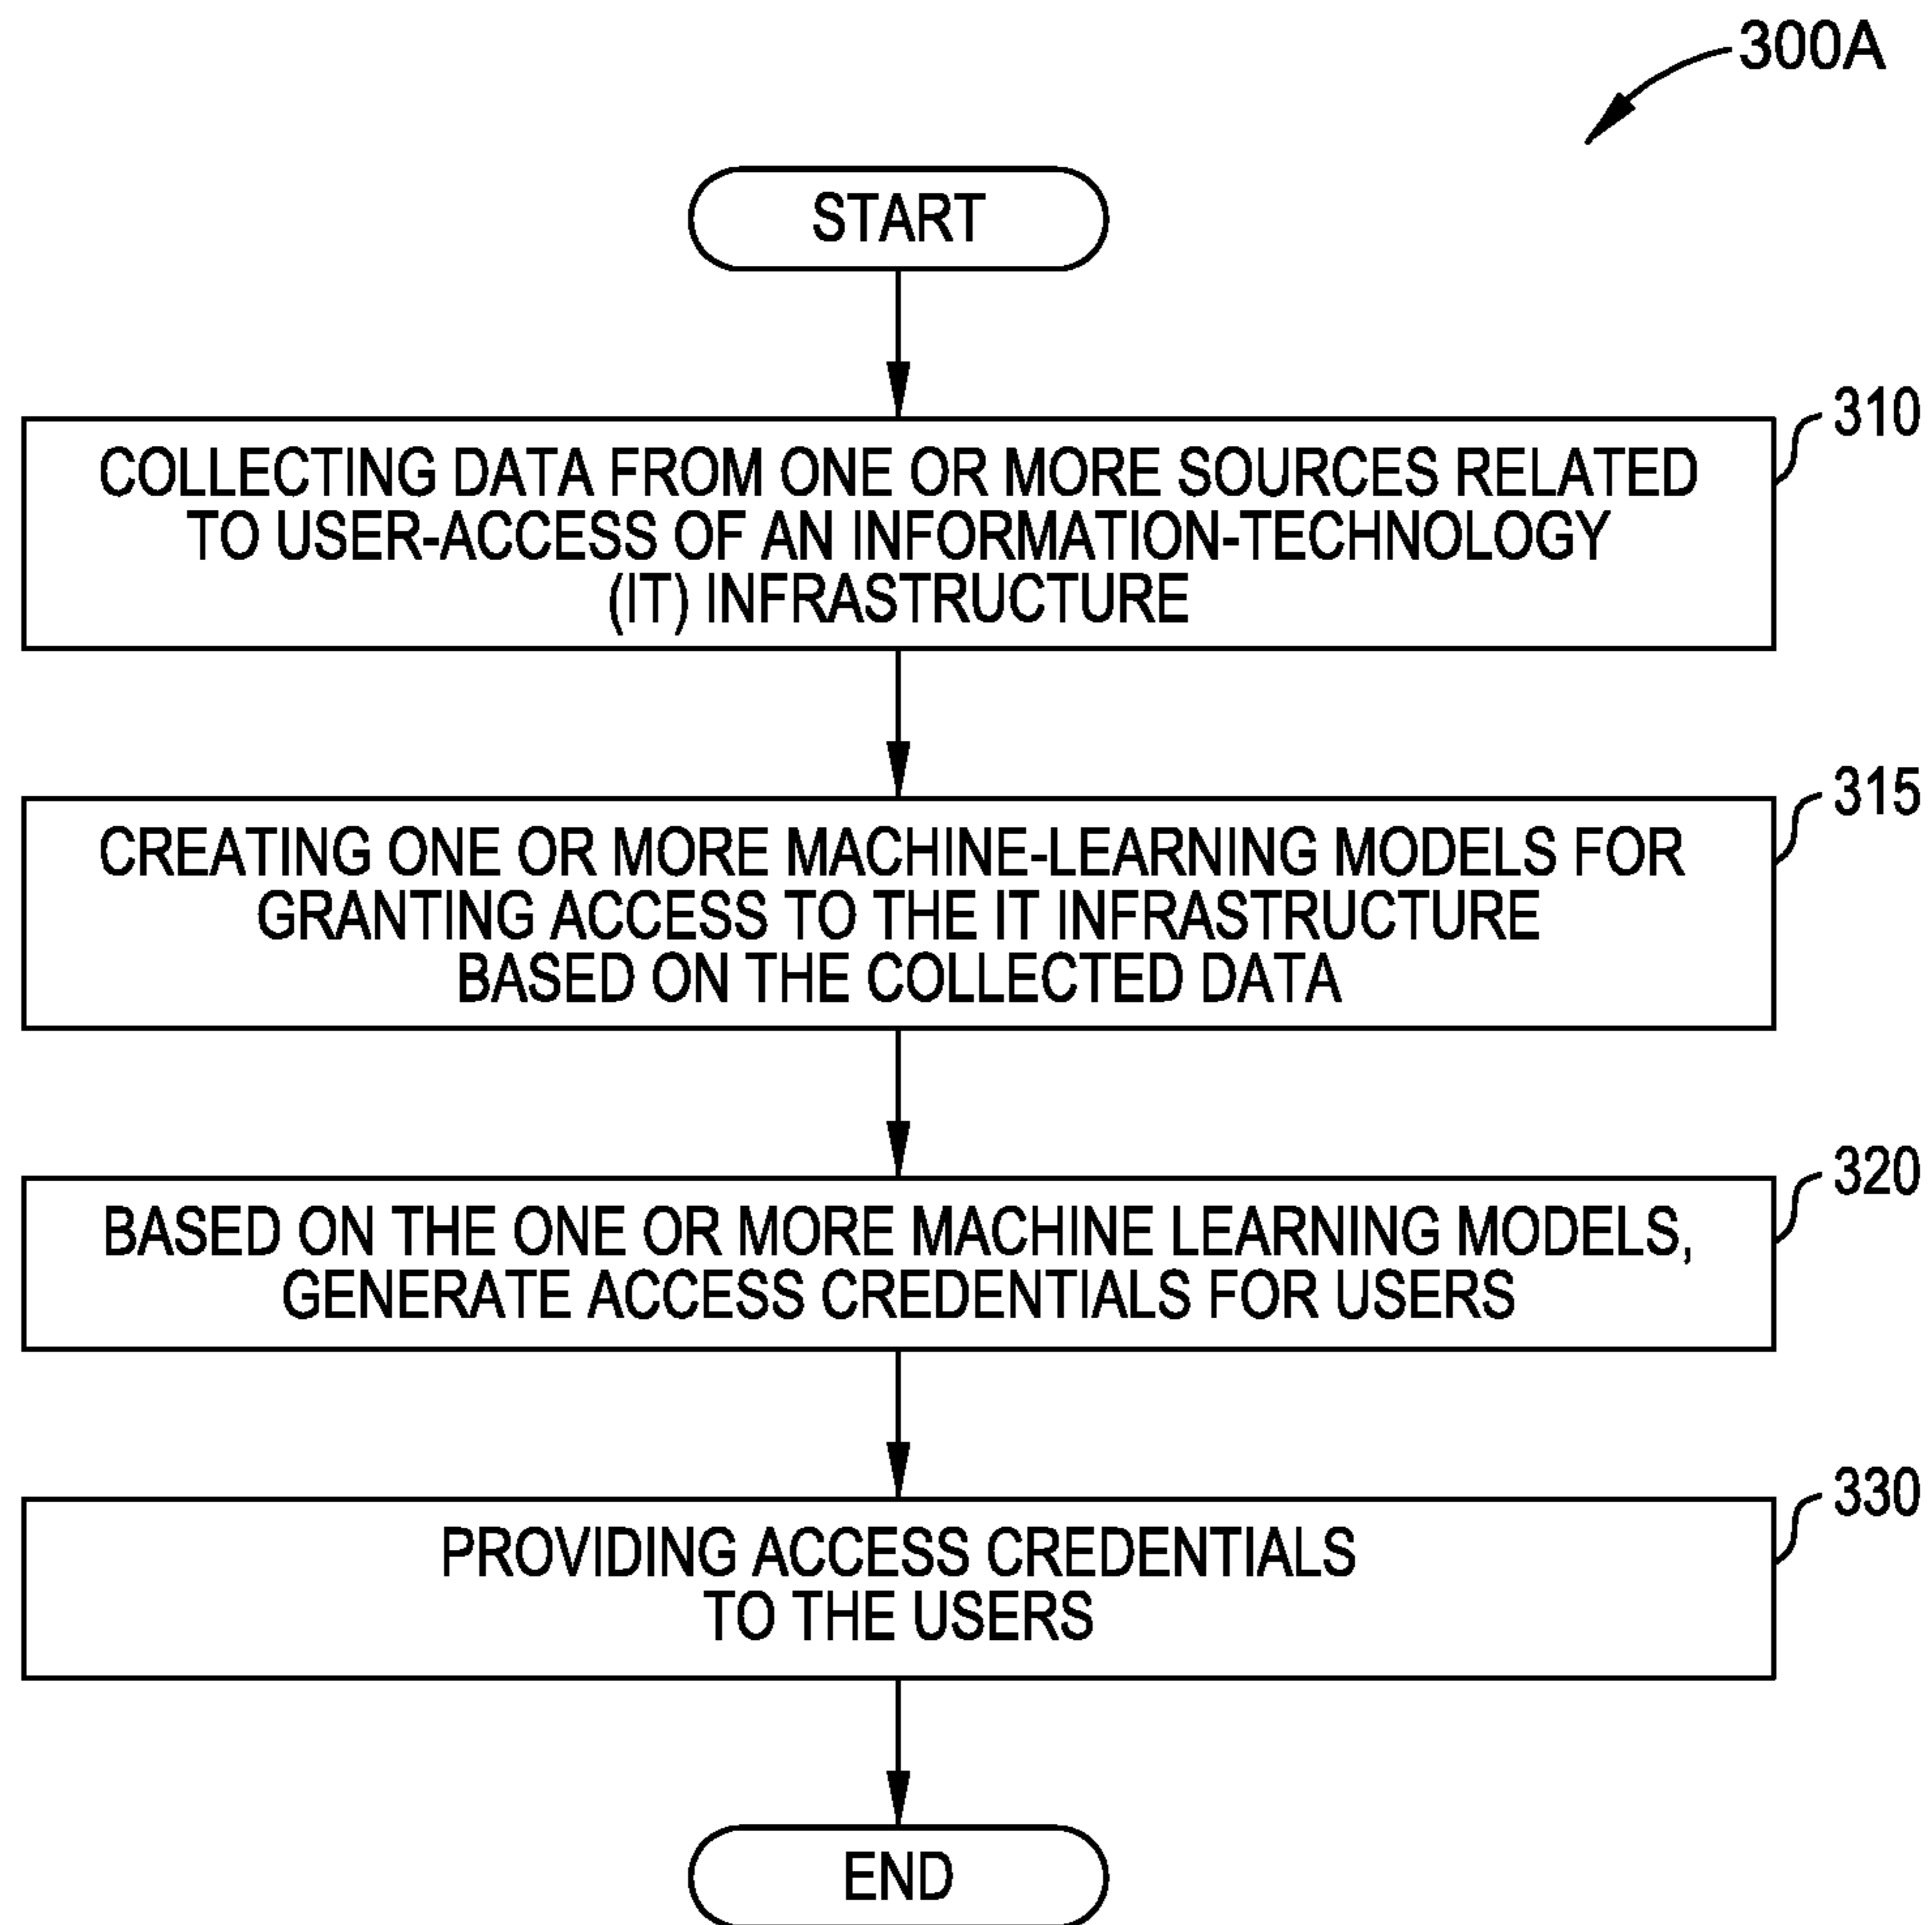 300A
START
310
COLLECTING DATA FROM ONE OR MORE SOURCES RELATED
TO USER-ACCESS OF AN INFORMATION-TECHNOLOGY
(IT) INFRASTRUCTURE
315
CREATING ONE OR MORE MACHINE-LEARNING MODELS FOR
GRANTING ACCESS TO THE IT INFRASTRUCTURE
BASED ON THE COLLECTED DATA
320
BASED ON THE ONE OR MORE MACHINE LEARNING MODELS,
GENERATE ACCESS CREDENTIALS FOR USERS
330
PROVIDING ACCESS CREDENTIALS
TO THE USERS
END